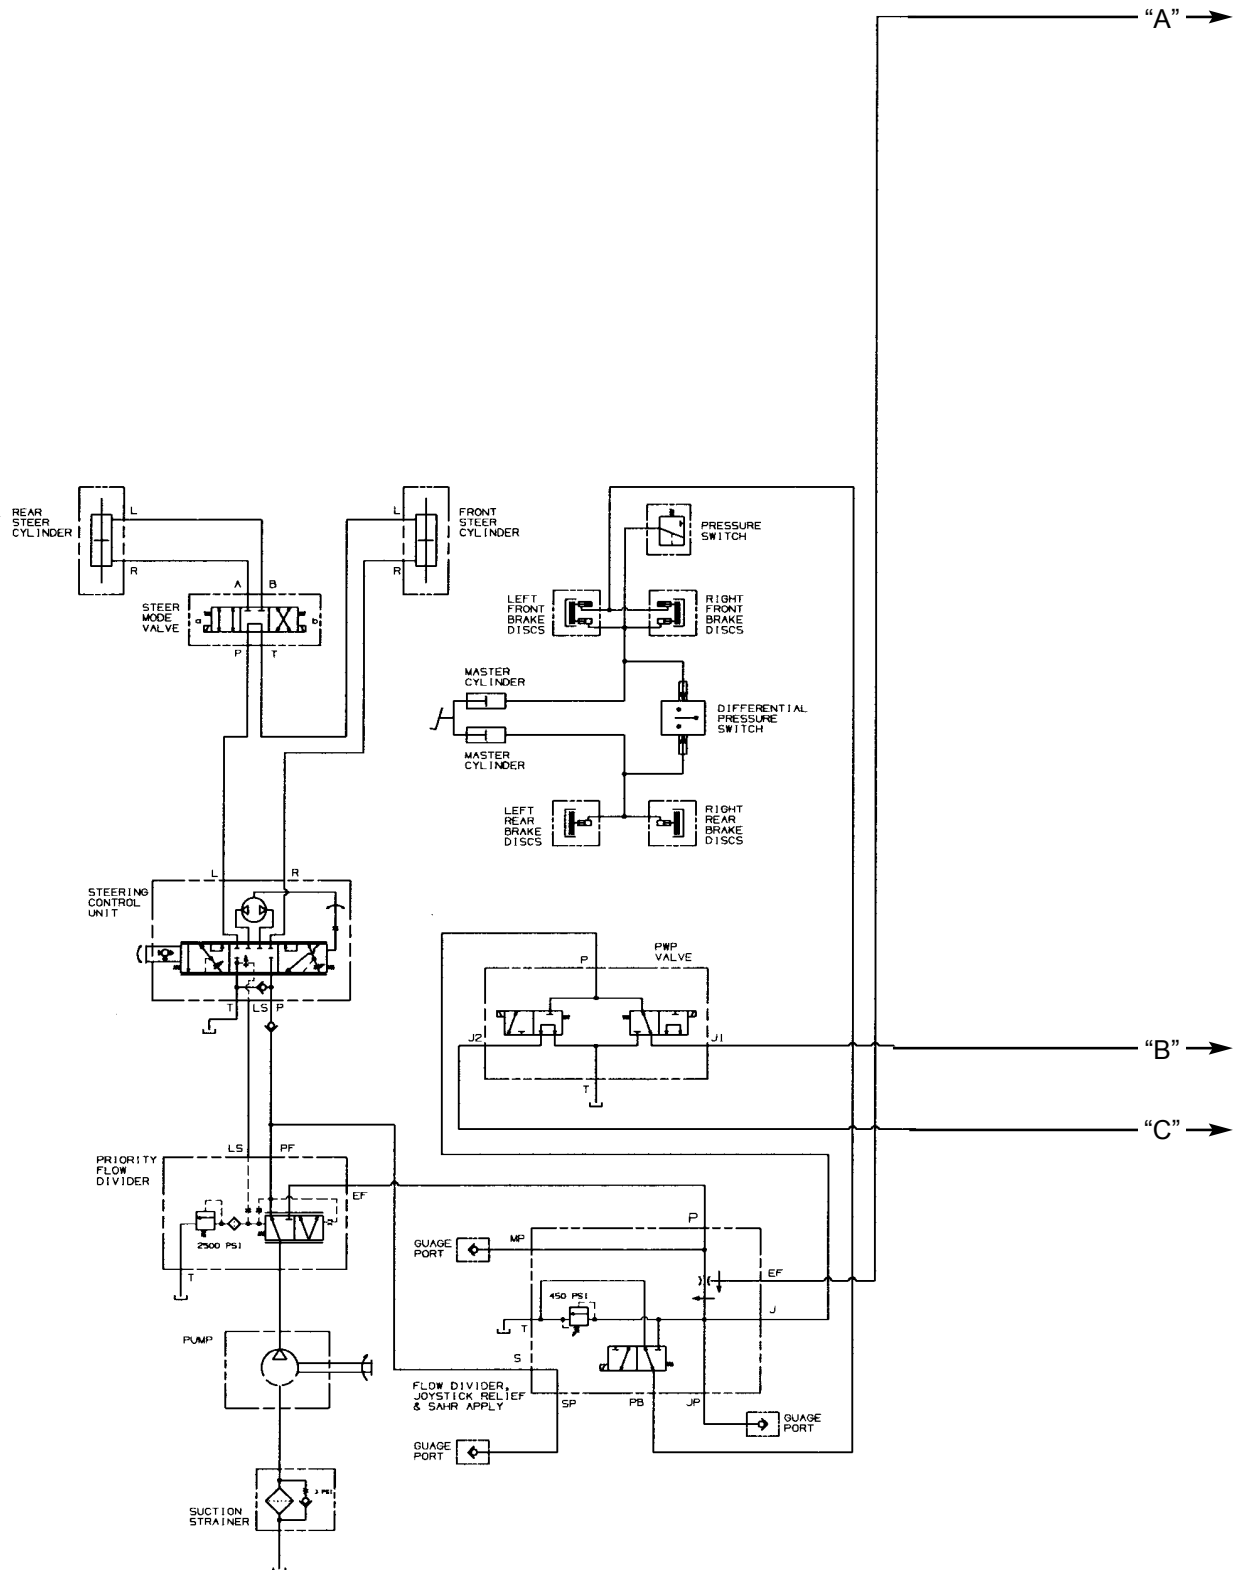 “A”
REAR
STEER
CYLINDER
L
R
A
B
STEER
MODE
VALVE
a
b
P
T
L
R
FRONT
STEER
CYLINDER
PRESSURE
SWITCH
LEFT
FRONT
BRAKE
DISCS
RIGHT
FRONT
BRAKE
DISCS
MASTER
CYLINDER
MASTER
CYLINDER
DIFFERENTIAL
PRESSURE
SWITCH
LEFT
REAR
BRAKE
DISCS
RIGHT
REAR
BRAKE
DISCS
L
R
STEERING
CONTROL
UNIT
T
LS
P
PWP
VALVE
P
J2
J1
T
“B”
“C”
LS
PF
PRIORITY
FLOW
DIVIDER
EF
2500 PSI
T
GUAGE
PORT
MP
P
EF
450 PSI
J
T
S
FLOW DIVIDER,
JOYSTICK RELIEF
& SAHR APPLY
SP
PB
JP
GUAGE
PORT
GUAGE
PORT
PUMP
SUCTION
STRAINER
3 PSI